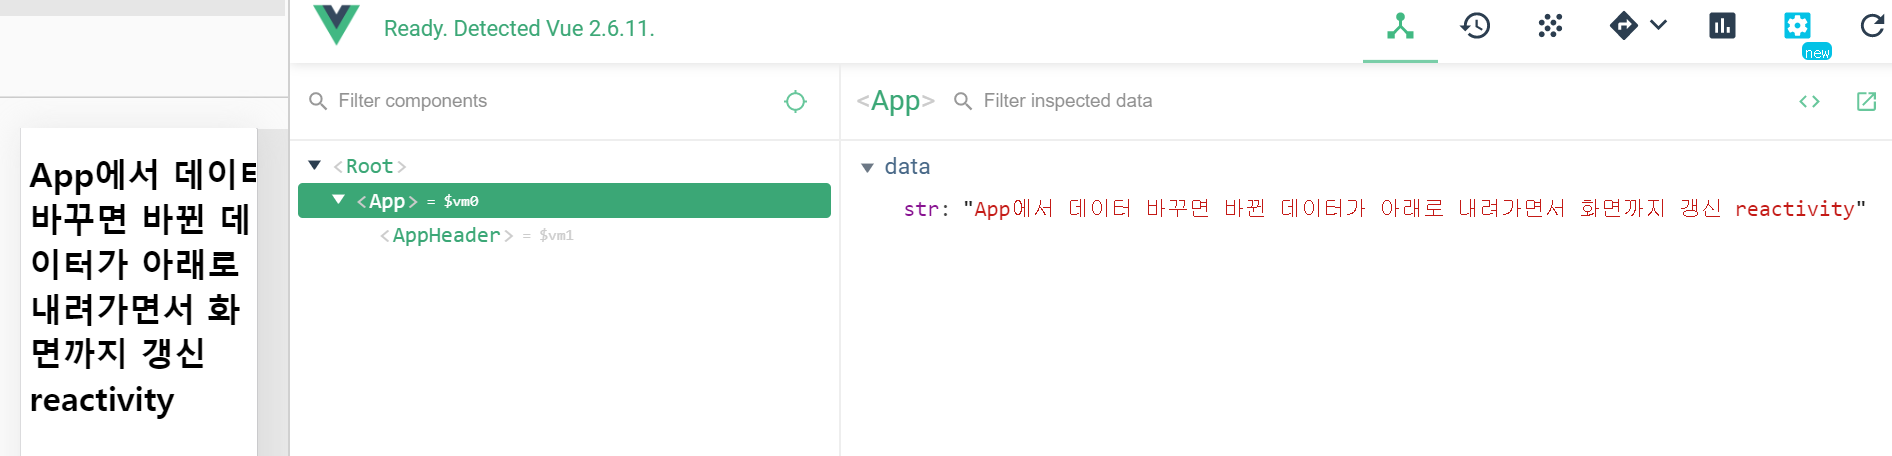 Ready. Detected Vue 2.6.11.
new
Filter components
<App>
Filter inspected data
<Root>
<App> = $vm0
<AppHeader> = $vm1
data
str: "App에서 데이터 바꾸면 바뀐 데이터가 아래로 내려가면서 화면까지 갱신 reactivity"
App에서 데이터
바꾸면 바뀐 데
이터가 아래로
내려가면서 화
면까지 갱신
reactivity